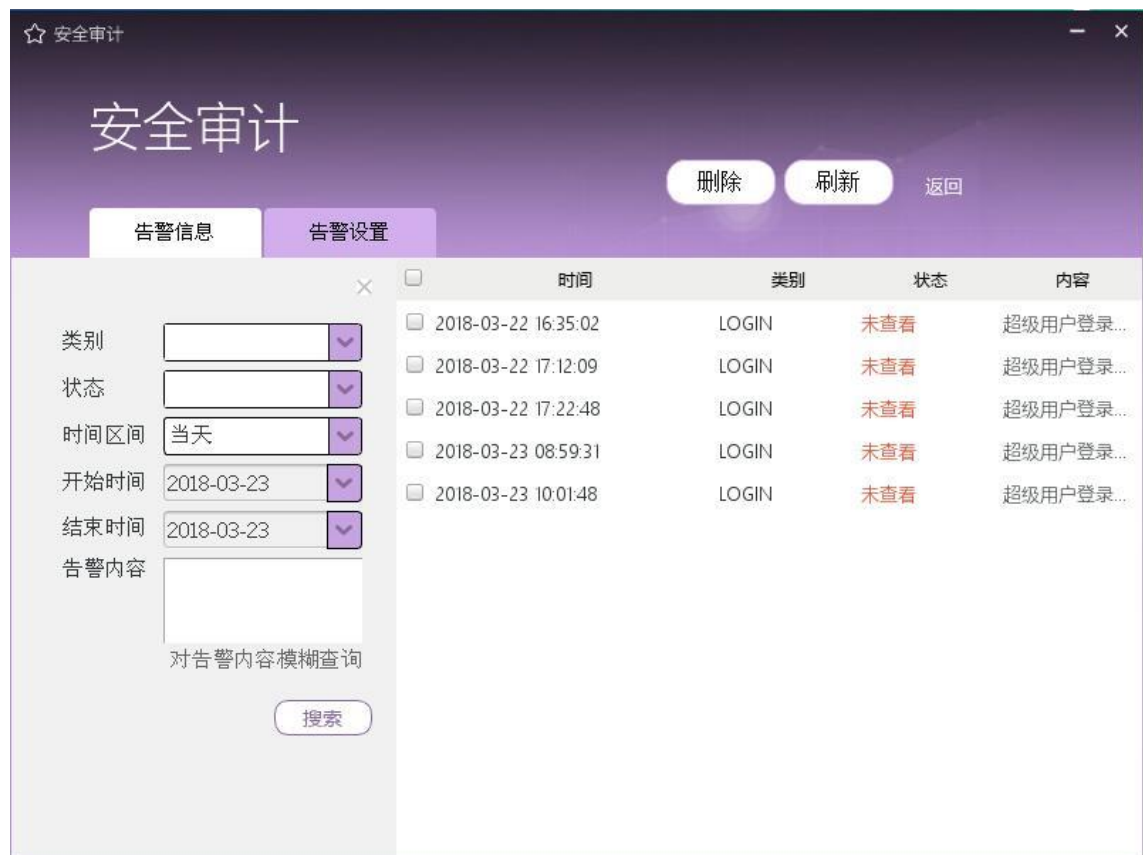 安全审计
安全审计
删除 刷新 返回
告警信息 告警设置
时间 类别 状态 内容
2018-03-22 16:35:02 LOGIN 未查看 超级用户登录...
2018-03-22 17:12:09 LOGIN 未查看 超级用户登录...
2018-03-22 17:22:48 LOGIN 未查看 超级用户登录...
2018-03-23 08:59:31 LOGIN 未查看 超级用户登录...
2018-03-23 10:01:48 LOGIN 未查看 超级用户登录...
类别
状态
时间区间 当天
开始时间 2018-03-23
结束时间 2018-03-23
告警内容
对告警内容模糊查询
搜索